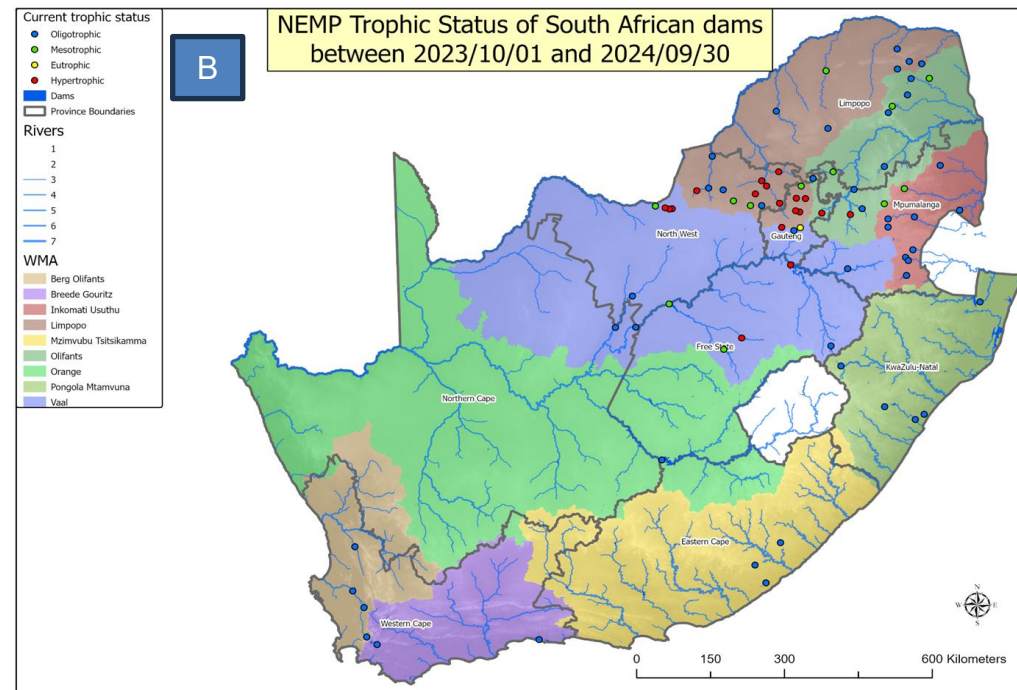 Current trophic status
Oligotrophic
Mesotrophic
Eutrophic
Hypertrophic
Dams
Province Boundaries
Rivers
1
2
3
4
5
6
7
WMA
Berg Olifants
Breede Gouritz
Inkomati Usuthu
Limpopo
Mzimvubu Tsitsikamma
Olifants
Orange
Pongola Mtamvuna
Vaal
B
NEMP Trophic Status of South African dams
between 2023/10/01 and 2024/09/30
Limpopo
Mpumalanga
North West
Gauteng
Free State
KwaZulu-Natal
Northern Cape
Eastern Cape
Western Cape
N
W E
S
0 150 300 600 Kilometers